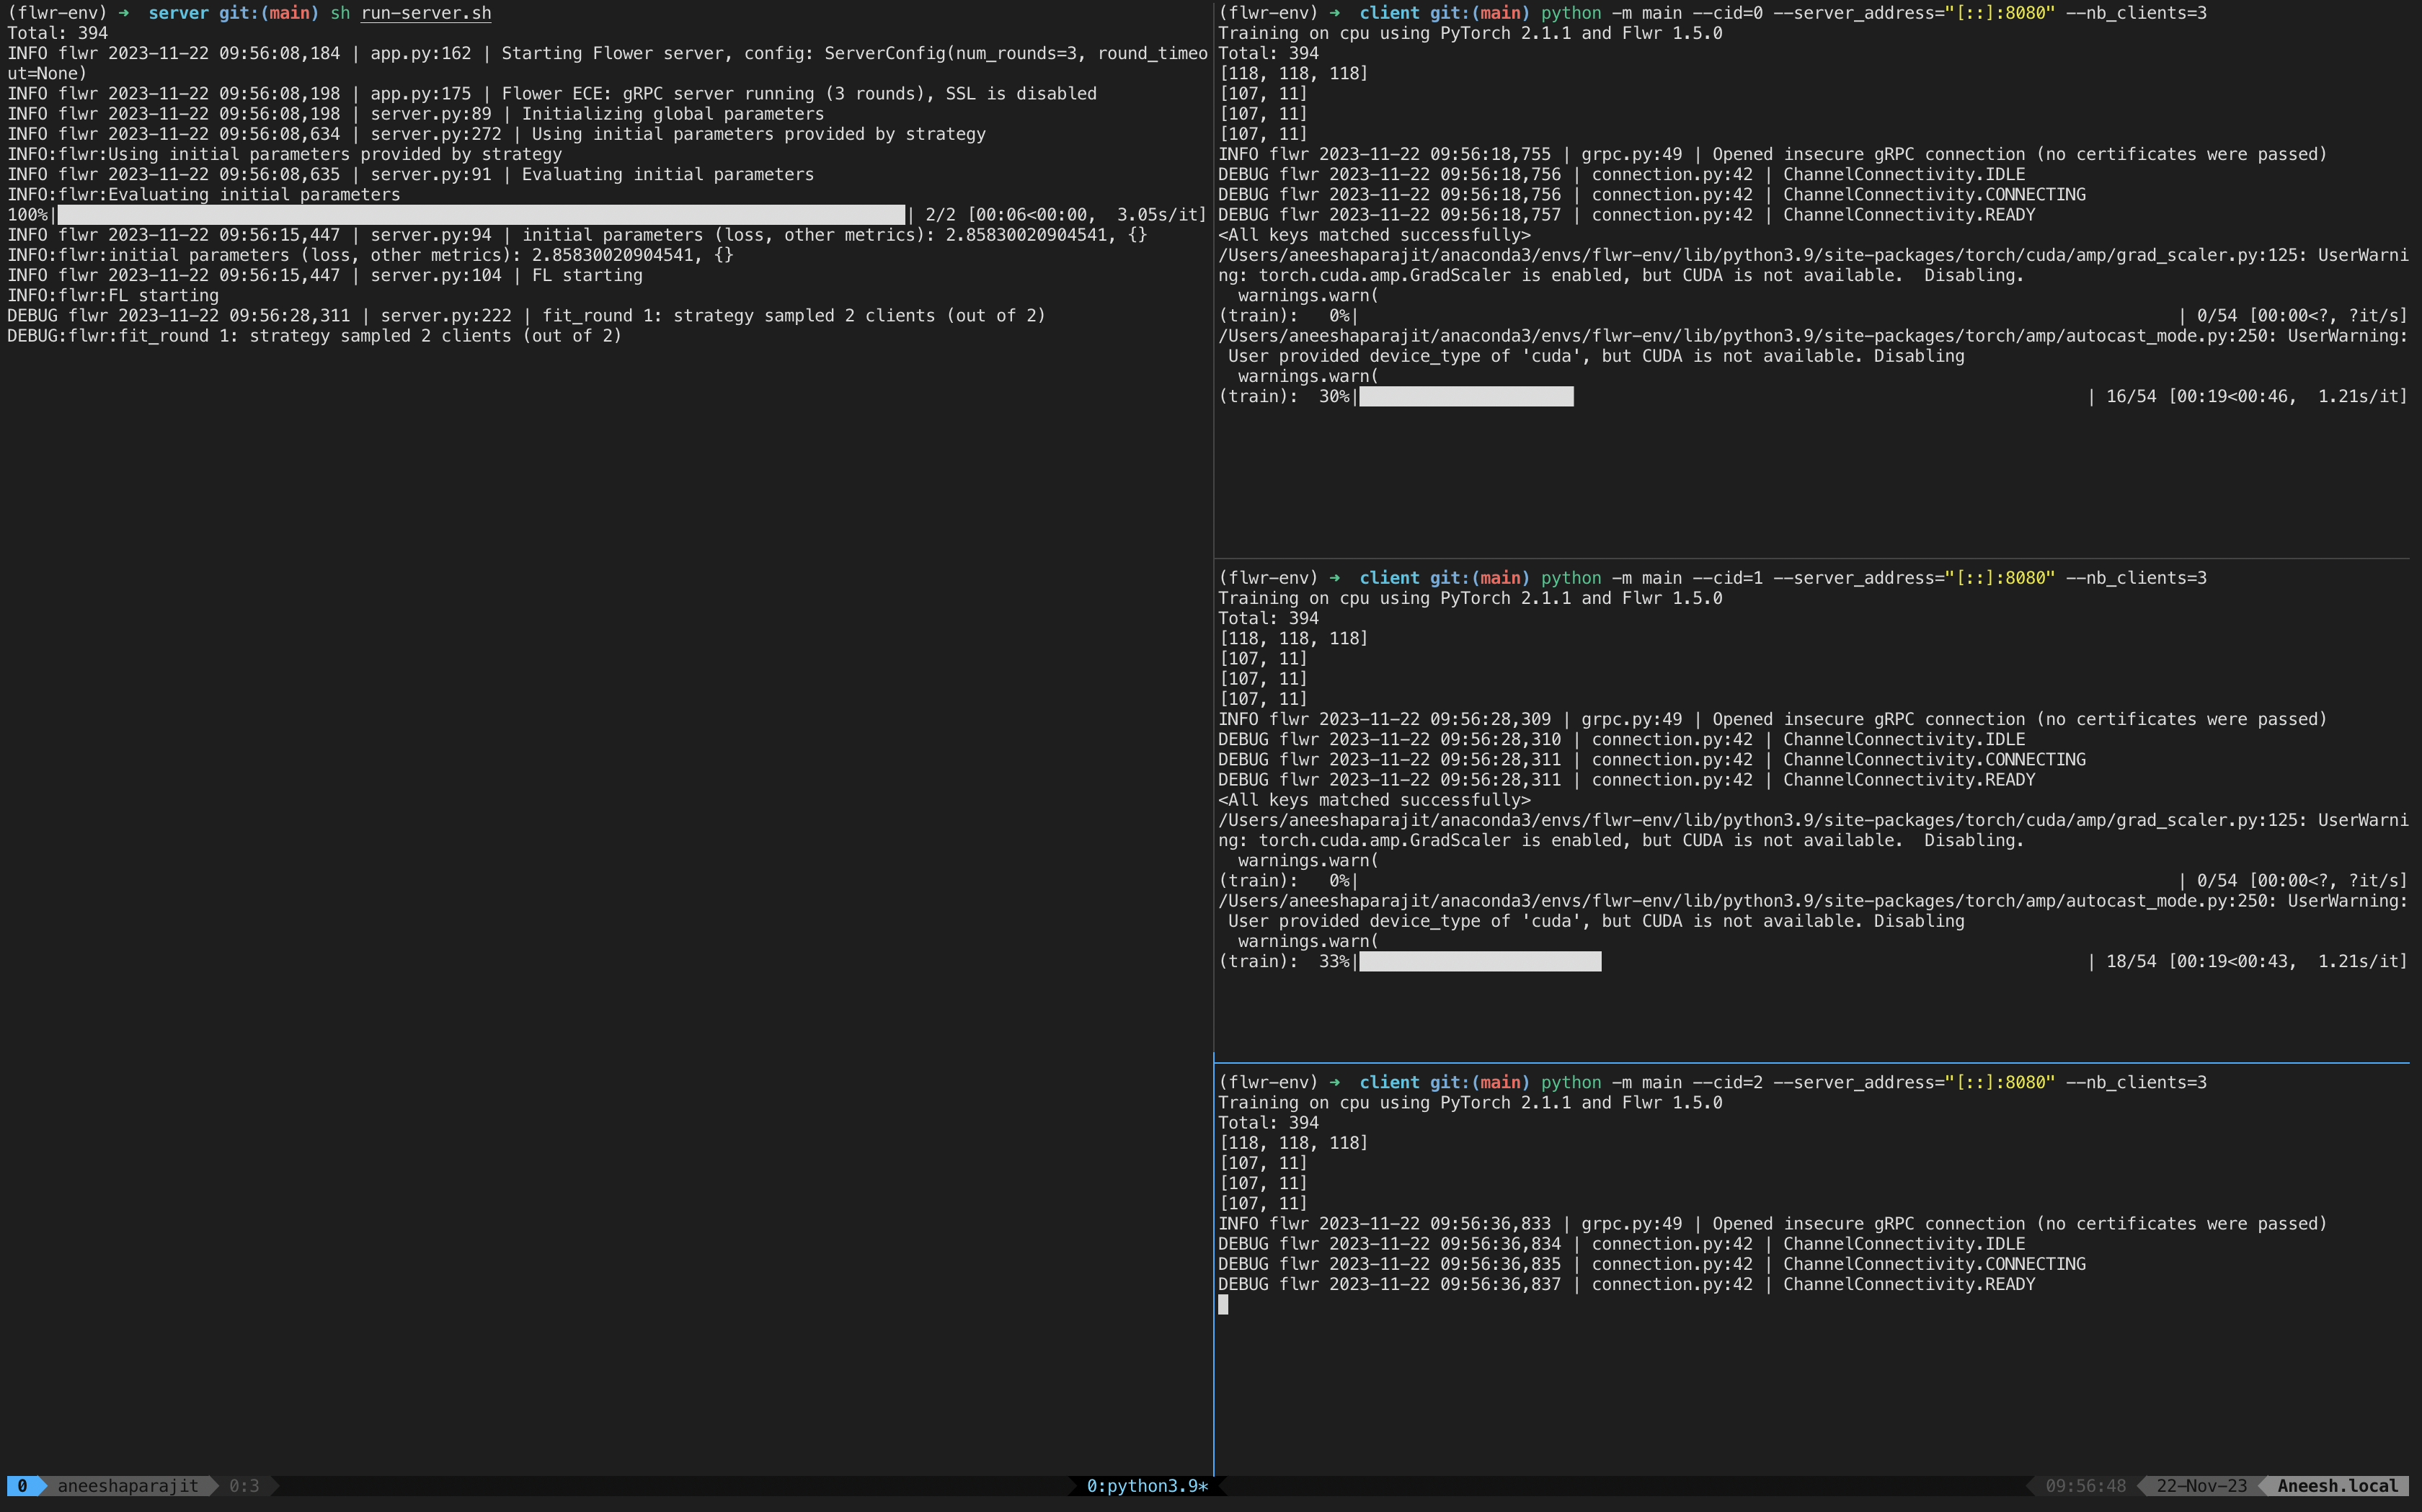 (flwr-env) ➜  server git:(main) sh run-server.sh
Total: 394
INFO flwr 2023-11-22 09:56:08,184 | app.py:162 | Starting Flower server, config: ServerConfig(num_rounds=3, round_timeo
ut=None)
INFO flwr 2023-11-22 09:56:08,198 | app.py:175 | Flower ECE: gRPC server running (3 rounds), SSL is disabled
INFO flwr 2023-11-22 09:56:08,198 | server.py:89 | Initializing global parameters
INFO flwr 2023-11-22 09:56:08,634 | server.py:272 | Using initial parameters provided by strategy
INFO:flwr:Using initial parameters provided by strategy
INFO flwr 2023-11-22 09:56:08,635 | server.py:91 | Evaluating initial parameters
INFO:flwr:Evaluating initial parameters
100%| | 2/2 [00:06<00:00,  3.05s/it]
INFO flwr 2023-11-22 09:56:15,447 | server.py:94 | initial parameters (loss, other metrics): 2.85830020904541, {}
INFO:flwr:initial parameters (loss, other metrics): 2.85830020904541, {}
INFO flwr 2023-11-22 09:56:15,447 | server.py:104 | FL starting
INFO:flwr:FL starting
DEBUG flwr 2023-11-22 09:56:28,311 | server.py:222 | fit_round 1: strategy sampled 2 clients (out of 2)
DEBUG:flwr:fit_round 1: strategy sampled 2 clients (out of 2)
(flwr-env) ➜  client git:(main) python -m main --cid=0 --server_address="[::]:8080" --nb_clients=3
Training on cpu using PyTorch 2.1.1 and Flwr 1.5.0
Total: 394
[118, 118, 118]
[107, 11]
[107, 11]
[107, 11]
INFO flwr 2023-11-22 09:56:18,755 | grpc.py:49 | Opened insecure gRPC connection (no certificates were passed)
DEBUG flwr 2023-11-22 09:56:18,756 | connection.py:42 | ChannelConnectivity.IDLE
DEBUG flwr 2023-11-22 09:56:18,756 | connection.py:42 | ChannelConnectivity.CONNECTING
DEBUG flwr 2023-11-22 09:56:18,757 | connection.py:42 | ChannelConnectivity.READY
<All keys matched successfully>
/Users/aneeshaparajit/anaconda3/envs/flwr-env/lib/python3.9/site-packages/torch/cuda/amp/grad_scaler.py:125: UserWarni
ng: torch.cuda.amp.GradScaler is enabled, but CUDA is not available.  Disabling.
  warnings.warn(
(train):   0%| | 0/54 [00:00<?, ?it/s]
/Users/aneeshaparajit/anaconda3/envs/flwr-env/lib/python3.9/site-packages/torch/amp/autocast_mode.py:250: UserWarning:
 User provided device_type of 'cuda', but CUDA is not available. Disabling
  warnings.warn(
(train):  30%| | 16/54 [00:19<00:46,  1.21s/it]
(flwr-env) ➜  client git:(main) python -m main --cid=1 --server_address="[::]:8080" --nb_clients=3
Training on cpu using PyTorch 2.1.1 and Flwr 1.5.0
Total: 394
[118, 118, 118]
[107, 11]
[107, 11]
[107, 11]
INFO flwr 2023-11-22 09:56:28,309 | grpc.py:49 | Opened insecure gRPC connection (no certificates were passed)
DEBUG flwr 2023-11-22 09:56:28,310 | connection.py:42 | ChannelConnectivity.IDLE
DEBUG flwr 2023-11-22 09:56:28,311 | connection.py:42 | ChannelConnectivity.CONNECTING
DEBUG flwr 2023-11-22 09:56:28,311 | connection.py:42 | ChannelConnectivity.READY
<All keys matched successfully>
/Users/aneeshaparajit/anaconda3/envs/flwr-env/lib/python3.9/site-packages/torch/cuda/amp/grad_scaler.py:125: UserWarni
ng: torch.cuda.amp.GradScaler is enabled, but CUDA is not available.  Disabling.
  warnings.warn(
(train):   0%| | 0/54 [00:00<?, ?it/s]
/Users/aneeshaparajit/anaconda3/envs/flwr-env/lib/python3.9/site-packages/torch/amp/autocast_mode.py:250: UserWarning:
 User provided device_type of 'cuda', but CUDA is not available. Disabling
  warnings.warn(
(train):  33%| | 18/54 [00:19<00:43,  1.21s/it]
(flwr-env) ➜  client git:(main) python -m main --cid=2 --server_address="[::]:8080" --nb_clients=3
Training on cpu using PyTorch 2.1.1 and Flwr 1.5.0
Total: 394
[118, 118, 118]
[107, 11]
[107, 11]
[107, 11]
INFO flwr 2023-11-22 09:56:36,833 | grpc.py:49 | Opened insecure gRPC connection (no certificates were passed)
DEBUG flwr 2023-11-22 09:56:36,834 | connection.py:42 | ChannelConnectivity.IDLE
DEBUG flwr 2023-11-22 09:56:36,835 | connection.py:42 | ChannelConnectivity.CONNECTING
DEBUG flwr 2023-11-22 09:56:36,837 | connection.py:42 | ChannelConnectivity.READY
0 aneeshaparajit 0:3 0:python3.9* 09:56:48 22-Nov-23 Aneesh.local